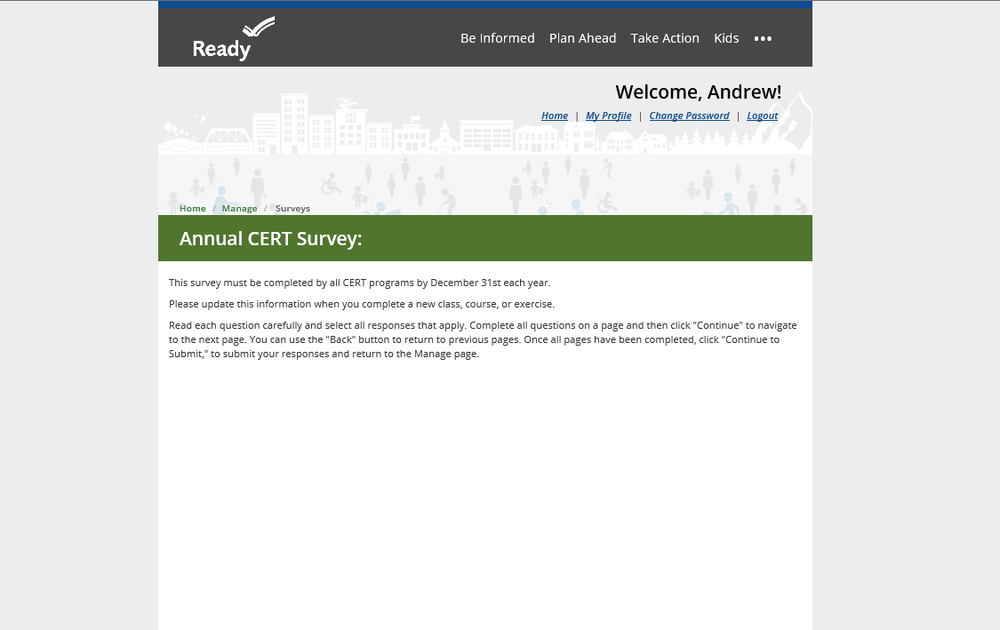 Ready
Be Informed Plan Ahead Take Action Kids •••
Welcome, Andrew!
Home | My Profile | Change Password | Logout
H
Home / Manage / Surveys
Annual CERT Survey:
This survey must be completed by all CERT programs by December 31st each year.
Please update this information when you complete a new class, course, or exercise.
Read each question carefully and select all responses that apply. Complete all questions on a page and then click "Continue" to navigate
to the next page. You can use the "Back" button to return to previous pages. Once all pages have been completed, click "Continue to
Submit," to submit your responses and return to the Manage page.